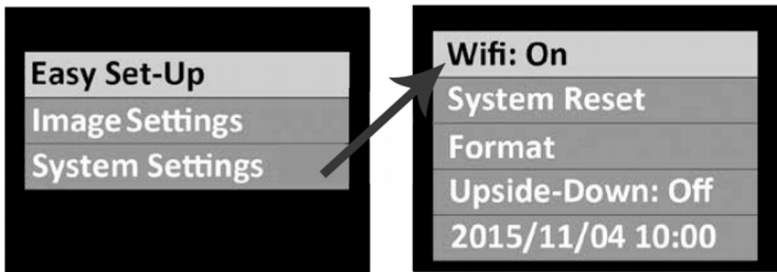 Easy Set-Up
Image Settings
System Settings
Wifi: On
System Reset
Format
Upside-Down: Off
2015/11/04 10:00